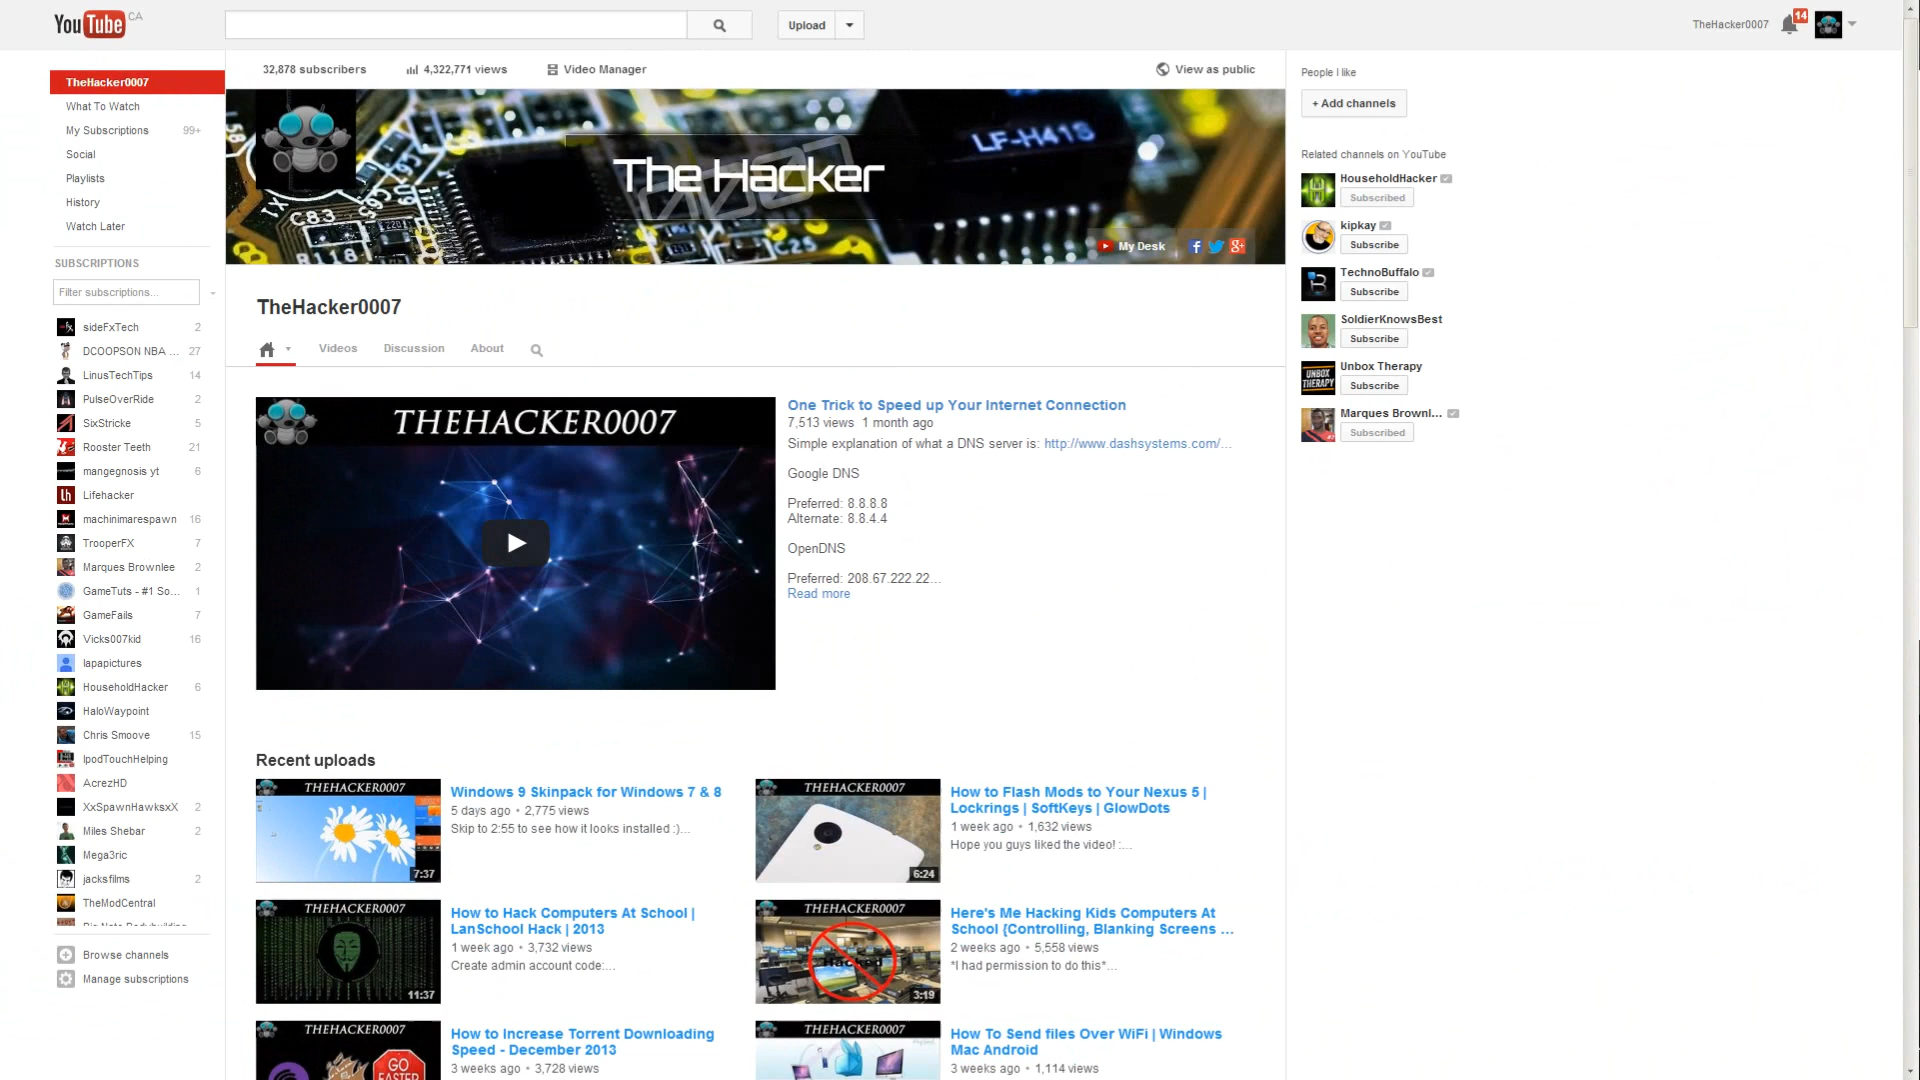 YouTube CA
Upload
TheHacker0007
14
TheHacker0007
What To Watch
My Subscriptions 99+
Social
Playlists
History
Watch Later
SUBSCRIPTIONS
Filter subscriptions...
sideFxTech 2
DCOOPSON NBA ... 27
LinusTechTips 14
PulseOverRide 2
SixStricke 5
Rooster Teeth 21
mangegnosis yt 6
Lifehacker
machinimarespawn 16
TrooperFX 7
Marques Brownlee 2
GameTuts - #1 So... 1
GameFails 7
Vicks007kid 16
lapapictures
HouseholdHacker 6
HaloWaypoint
Chris Smoove 15
IpodTouchHelping
AcrezHD
XxSpawnHawksxX 2
Miles Shebar 2
Mega3ric
jacksfilms 2
TheModCentral
Browse channels
Manage subscriptions
32,878 subscribers 4,322,771 views Video Manager View as public
LF-H41S
The Hacker
C83
R118
C25
My Desk
TheHacker0007
Videos Discussion About
THEHACKER0007
One Trick to Speed up Your Internet Connection
7,513 views 1 month ago
Simple explanation of what a DNS server is: http://www.dashsystems.com/...
Google DNS
Preferred: 8.8.8.8
Alternate: 8.8.4.4
OpenDNS
Preferred: 208.67.222.22...
Read more
Recent uploads
THEHACKER0007
7:37
Windows 9 Skinpack for Windows 7 & 8
5 days ago • 2,775 views
Skip to 2:55 to see how it looks installed :)...
THEHACKER0007
6:24
How to Flash Mods to Your Nexus 5 |
Lockrings | SoftKeys | GlowDots
1 week ago • 1,632 views
Hope you guys liked the video! :...
THEHACKER0007
11:37
How to Hack Computers At School |
LanSchool Hack | 2013
1 week ago • 3,732 views
Create admin account code:...
THEHACKER0007
Hacked
3:19
Here's Me Hacking Kids Computers At
School {Controlling, Blanking Screens ...
2 weeks ago • 5,558 views
*I had permission to do this*...
THEHACKER0007
GO
FASTER
How to Increase Torrent Downloading
Speed - December 2013
3 weeks ago • 3,728 views
THEHACKER0007
How To Send files Over WiFi | Windows
Mac Android
3 weeks ago • 1,114 views
People I like
+ Add channels
Related channels on YouTube
HouseholdHacker
Subscribed
kipkay
Subscribe
TechnoBuffalo
Subscribe
SoldierKnowsBest
Subscribe
UNBOX
THERAPY
Unbox Therapy
Subscribe
Marques Brownl...
Subscribed